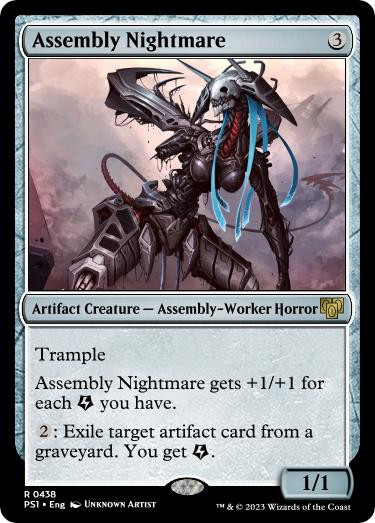 Assembly Nightmare 3
Artifact Creature — Assembly-Worker Horror
Trample
Assembly Nightmare gets +1/+1 for
each you have.
2 : Exile target artifact card from a
graveyard. You get .
1/1
R 0438
PS1 • Eng Unknown Artist
™ & © 2023 Wizards of the Coast